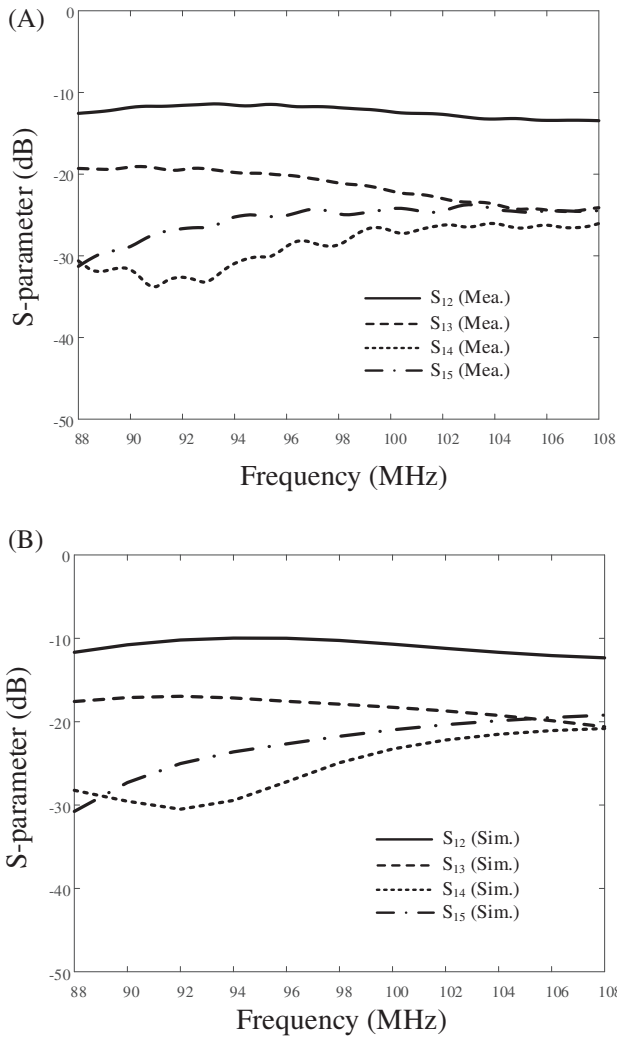 (A)
0
-10
-20
-30
-40
-50
S-parameter (dB)
S12 (Mea.)
S13 (Mea.)
S14 (Mea.)
S15 (Mea.)
88 90 92 94 96 98 100 102 104 106 108
Frequency (MHz)
(B)
0
-10
-20
-30
-40
-50
S-parameter (dB)
S12 (Sim.)
S13 (Sim.)
S14 (Sim.)
S15 (Sim.)
88 90 92 94 96 98 100 102 104 106 108
Frequency (MHz)